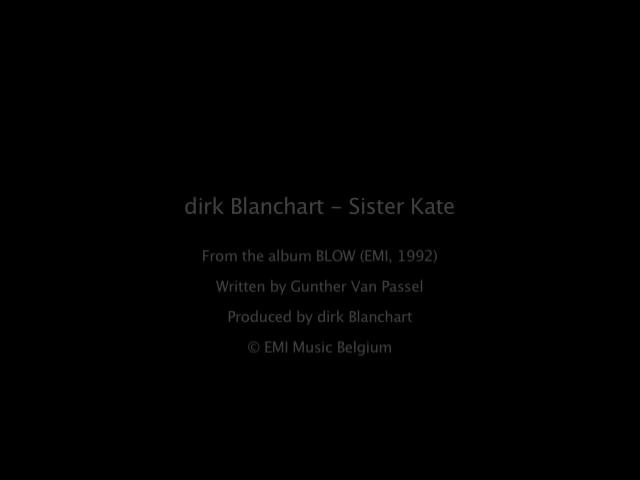 dirk Blanchart – Sister Kate
From the album BLOW (EMI, 1992)
Written by Gunther Van Passel
Produced by dirk Blanchart
© EMI Music Belgium